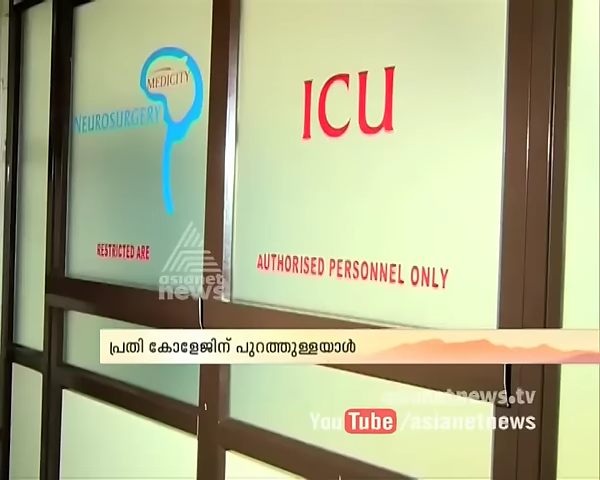 MEDICITY
NEUROSURGERY
ICU
RESTRICTED ARE
AUTHORISED PERSONNEL ONLY
asianet
news
പ്രതി കോളേജിന് പുറത്തുള്ളയാൾ
asianetnews.tv
YouTube/asianetnews